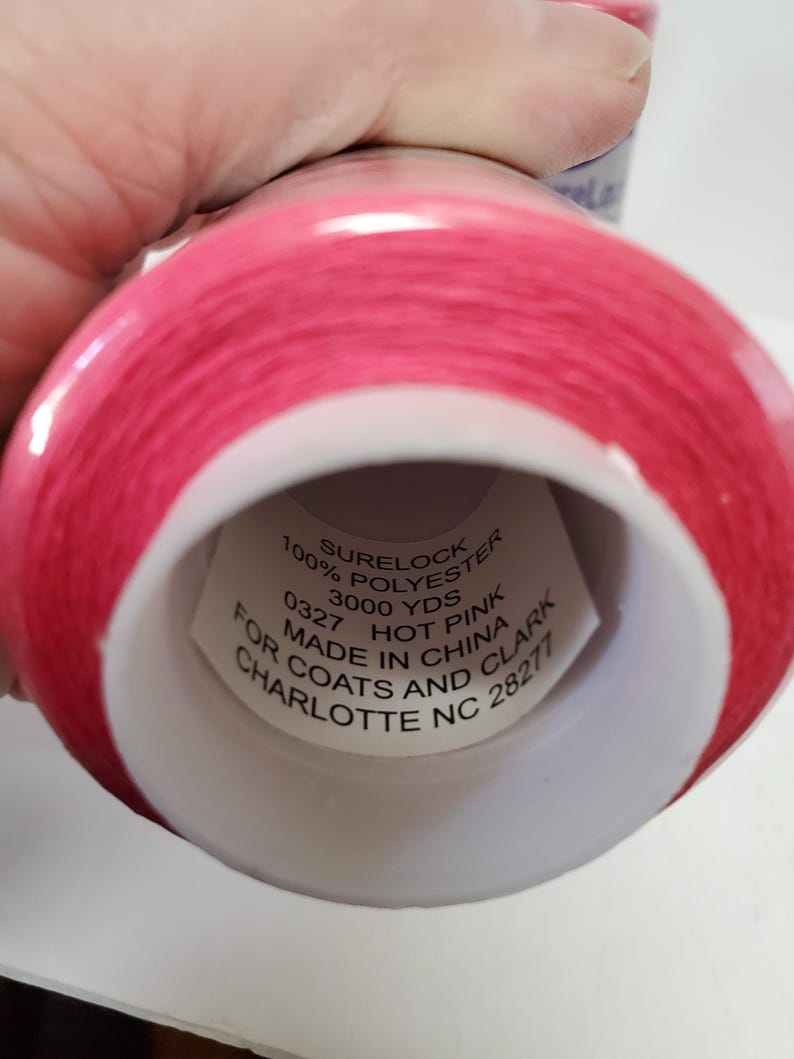 SURELOCK
100% POLYESTER
3000 YDS
0327 HOT PINK
MADE IN CHINA
FOR COATS AND CLARK
CHARLOTTE NC 28277